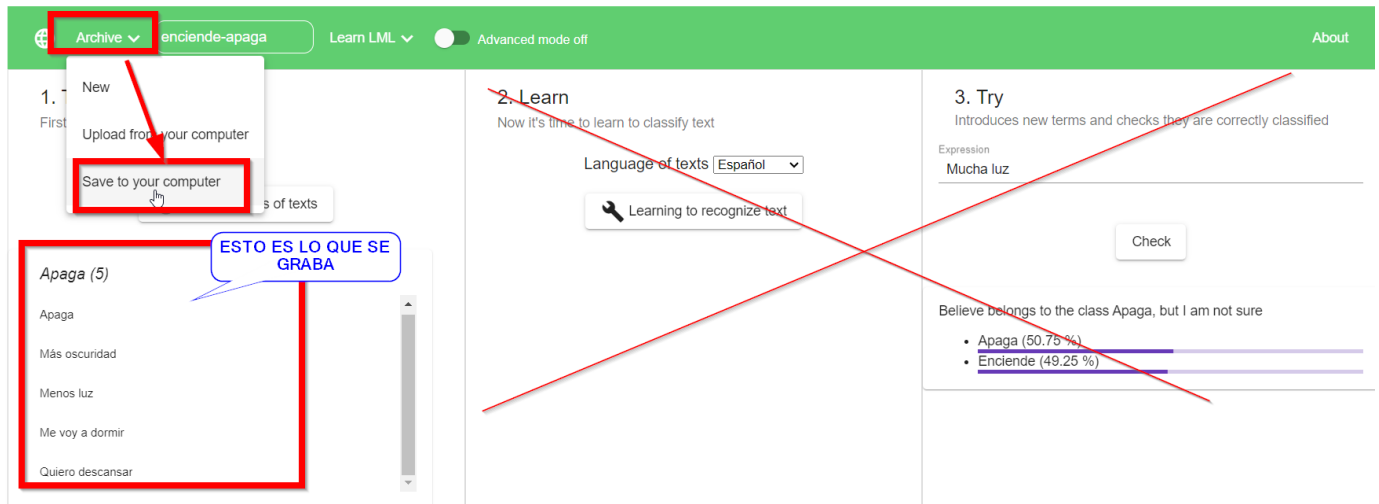 Archive
enciende-apaga
Learn LML
Advanced mode off
About
New
Upload from your computer
Save to your computer
1.
First
s of texts
ESTO ES LO QUE SE
GRABA
Apaga (5)
Apaga
Más oscuridad
Menos luz
Me voy a dormir
Quiero descansar
2. Learn
Now it's time to learn to classify text
Language of texts Español
Learning to recognize text
3. Try
Introduces new terms and checks they are correctly classified
Expression
Mucha luz
Check
Believe belongs to the class Apaga, but I am not sure
Apaga (50.75 %)
Enciende (49.25 %)